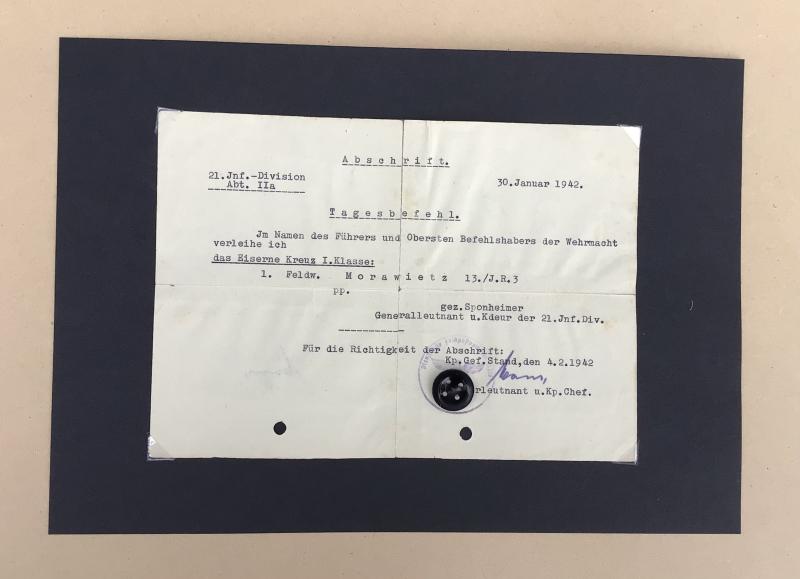 Abschrift.
21.Jnf.-Division
Abt. IIa
30.Januar 1942.
Tagesbefehl.
Jm Namen des Führers und Obersten Befehlshabers der Wehrmacht
verleihe ich
das Eiserne Kreuz I.Klasse:
1. Feldw. Morawietz 13./J.R.3
pp.
gez.Sponheimer
Generalleutnant u.Kdeur der 21.Jnf.Div.
Für die Richtigkeit der Abschrift:
Kp.Gef.Stand,den 4.2.1942
rleutnant u.Kp.Chef.